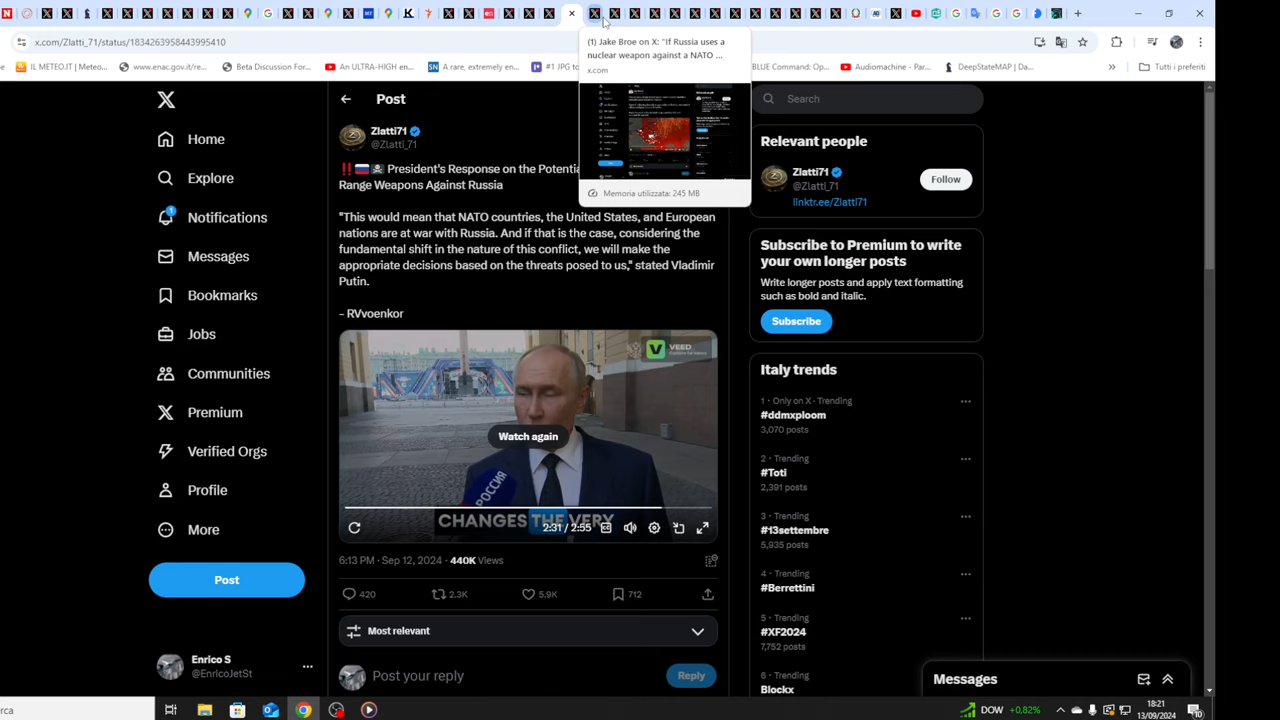 x.com/Zlatti_71/status/1834263958443995410
(1) Jake Broe on X: "If Russia uses a
nuclear weapon against a NATO ...
x.com
Memoria utilizzata: 245 MB
IL METEO.IT | Previ...
www.enac.gov.it/re...
Beta Discussion For...
An ULTRA-HIGH en...
A rare, extremely en...
#1 JPG to
BLUE Command: Op...
Audiomachine - Par...
DeepStateMAP | Da...
Tutti i preferiti
Home
Explore
1
Notifications
Messages
Bookmarks
Jobs
Communities
Premium
Verified Orgs
Profile
More
Post
Enrico S
@EnricoJetSt
Post
Zlatti71
@Zlatti_71
President's Response on the Potentia
Range Weapons Against Russia
"This would mean that NATO countries, the United States, and European
nations are at war with Russia. And if that is the case, considering the
fundamental shift in the nature of this conflict, we will make the
appropriate decisions based on the threats posed to us," stated Vladimir
Putin.
- RVvoenkor
VEED
Watch again
РОССИЯ
CHANGES THE VERY
2:31 / 2:55
6:13 PM · Sep 12, 2024 · 440K Views
420
2.3K
5.9K
712
Most relevant
Post your reply
Reply
Search
Relevant people
Zlatti71
@Zlatti_71
linktr.ee/Zlatti71
Follow
Subscribe to Premium to write
your own longer posts
Write longer posts and apply text formatting
such as bold and italic.
Subscribe
Italy trends
1 · Only on X · Trending
#ddmxploom
3,070 posts
2 · Trending
#Toti
2,391 posts
3 · Trending
#13settembre
5,935 posts
4 · Trending
#Berrettini
5 · Trending
#XF2024
7,752 posts
6 · Trending
Blockx
Messages
rca
DOW +0.82%
18:21
13/09/2024
10